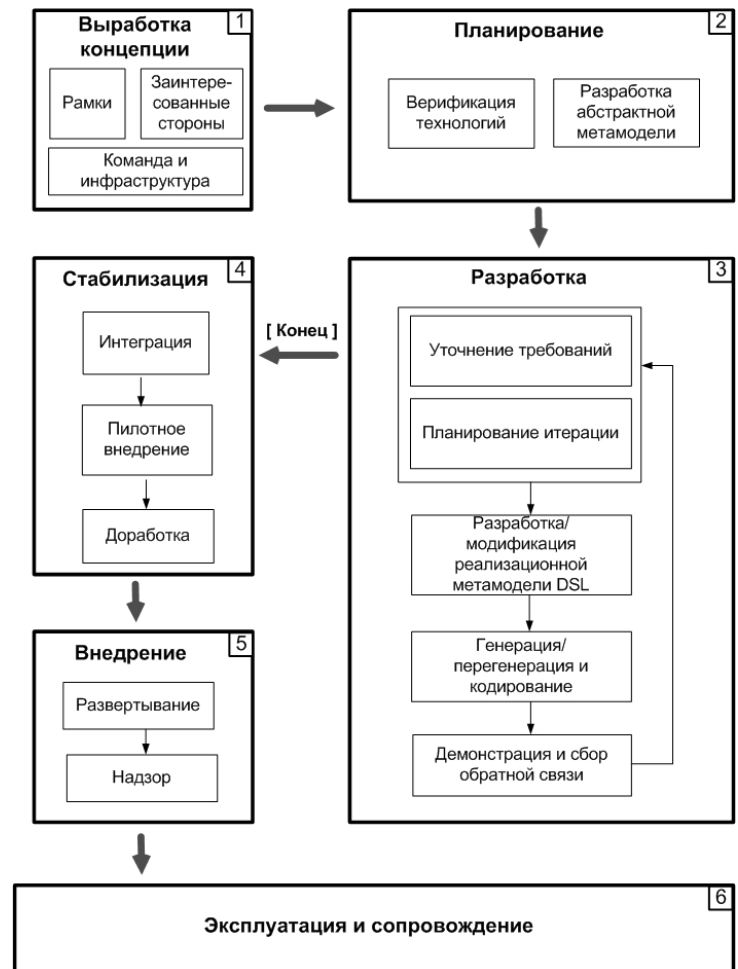 1
Выработка
концепции
Рамки
Заинтере-
сованные
стороны
Команда и
инфраструктура
2
Планирование
Верификация
технологий
Разработка
абстрактной
метамодели
3
Разработка
Уточнение требований
Планирование итерации
Разработка/
модификация
реализационной
метамодели DSL
Генерация/
перегенерация и
кодирование
Демонстрация и сбор
обратной связи
[ Конец ]
4
Стабилизация
Интеграция
Пилотное
внедрение
Доработка
5
Внедрение
Развертывание
Надзор
6
Эксплуатация и сопровождение